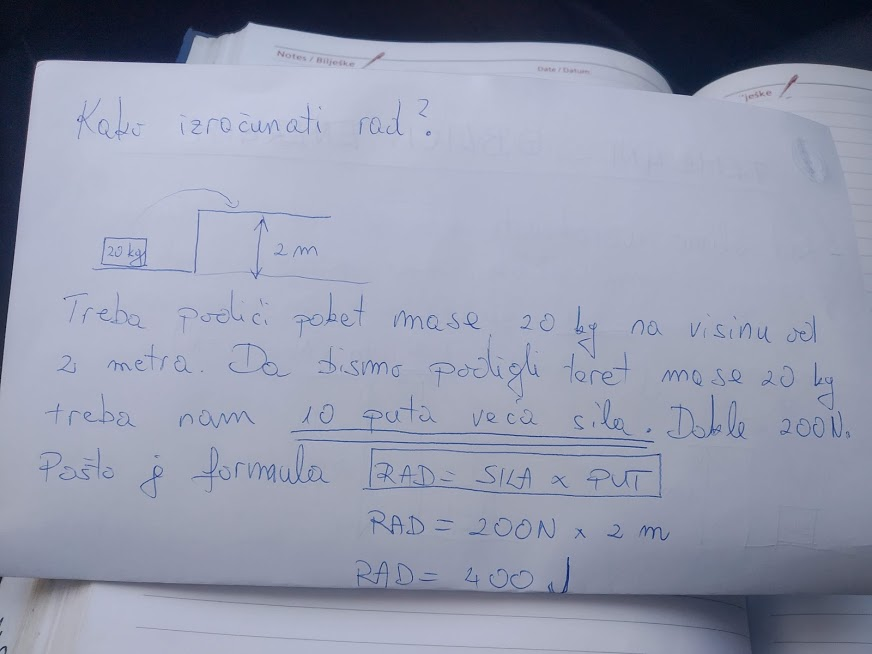 Notes / Bilješke
Date / Datum:
ješke
Kako izračunati rad?
20 kg
2 m
Treba podići paket mase 20 kg na visinu od
2 metra. Da bismo podigli teret mase 20 kg
treba nam 10 puta veća sila. Dakle 200N.
Pošto je formula RAD = SILA x PUT
RAD = 200N x 2 m
RAD = 400 J